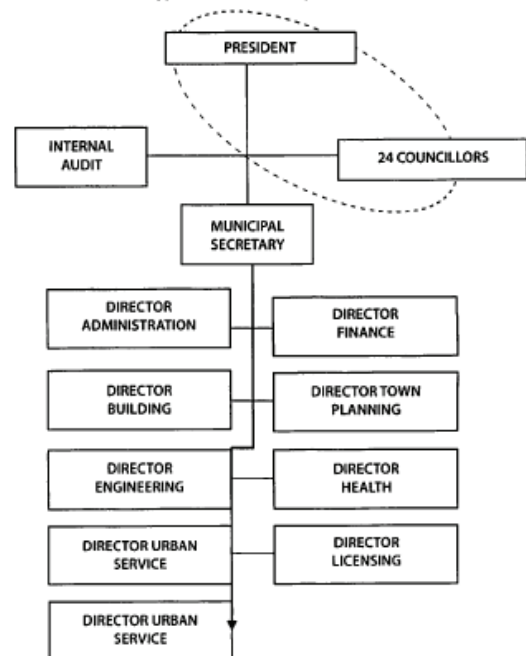 PRESIDENT
INTERNAL
AUDIT
24 COUNCILLORS
MUNICIPAL
SECRETARY
DIRECTOR
ADMINISTRATION
DIRECTOR
FINANCE
DIRECTOR
BUILDING
DIRECTOR TOWN
PLANNING
DIRECTOR
ENGINEERING
DIRECTOR
HEALTH
DIRECTOR URBAN
SERVICE
DIRECTOR
LICENSING
DIRECTOR URBAN
SERVICE